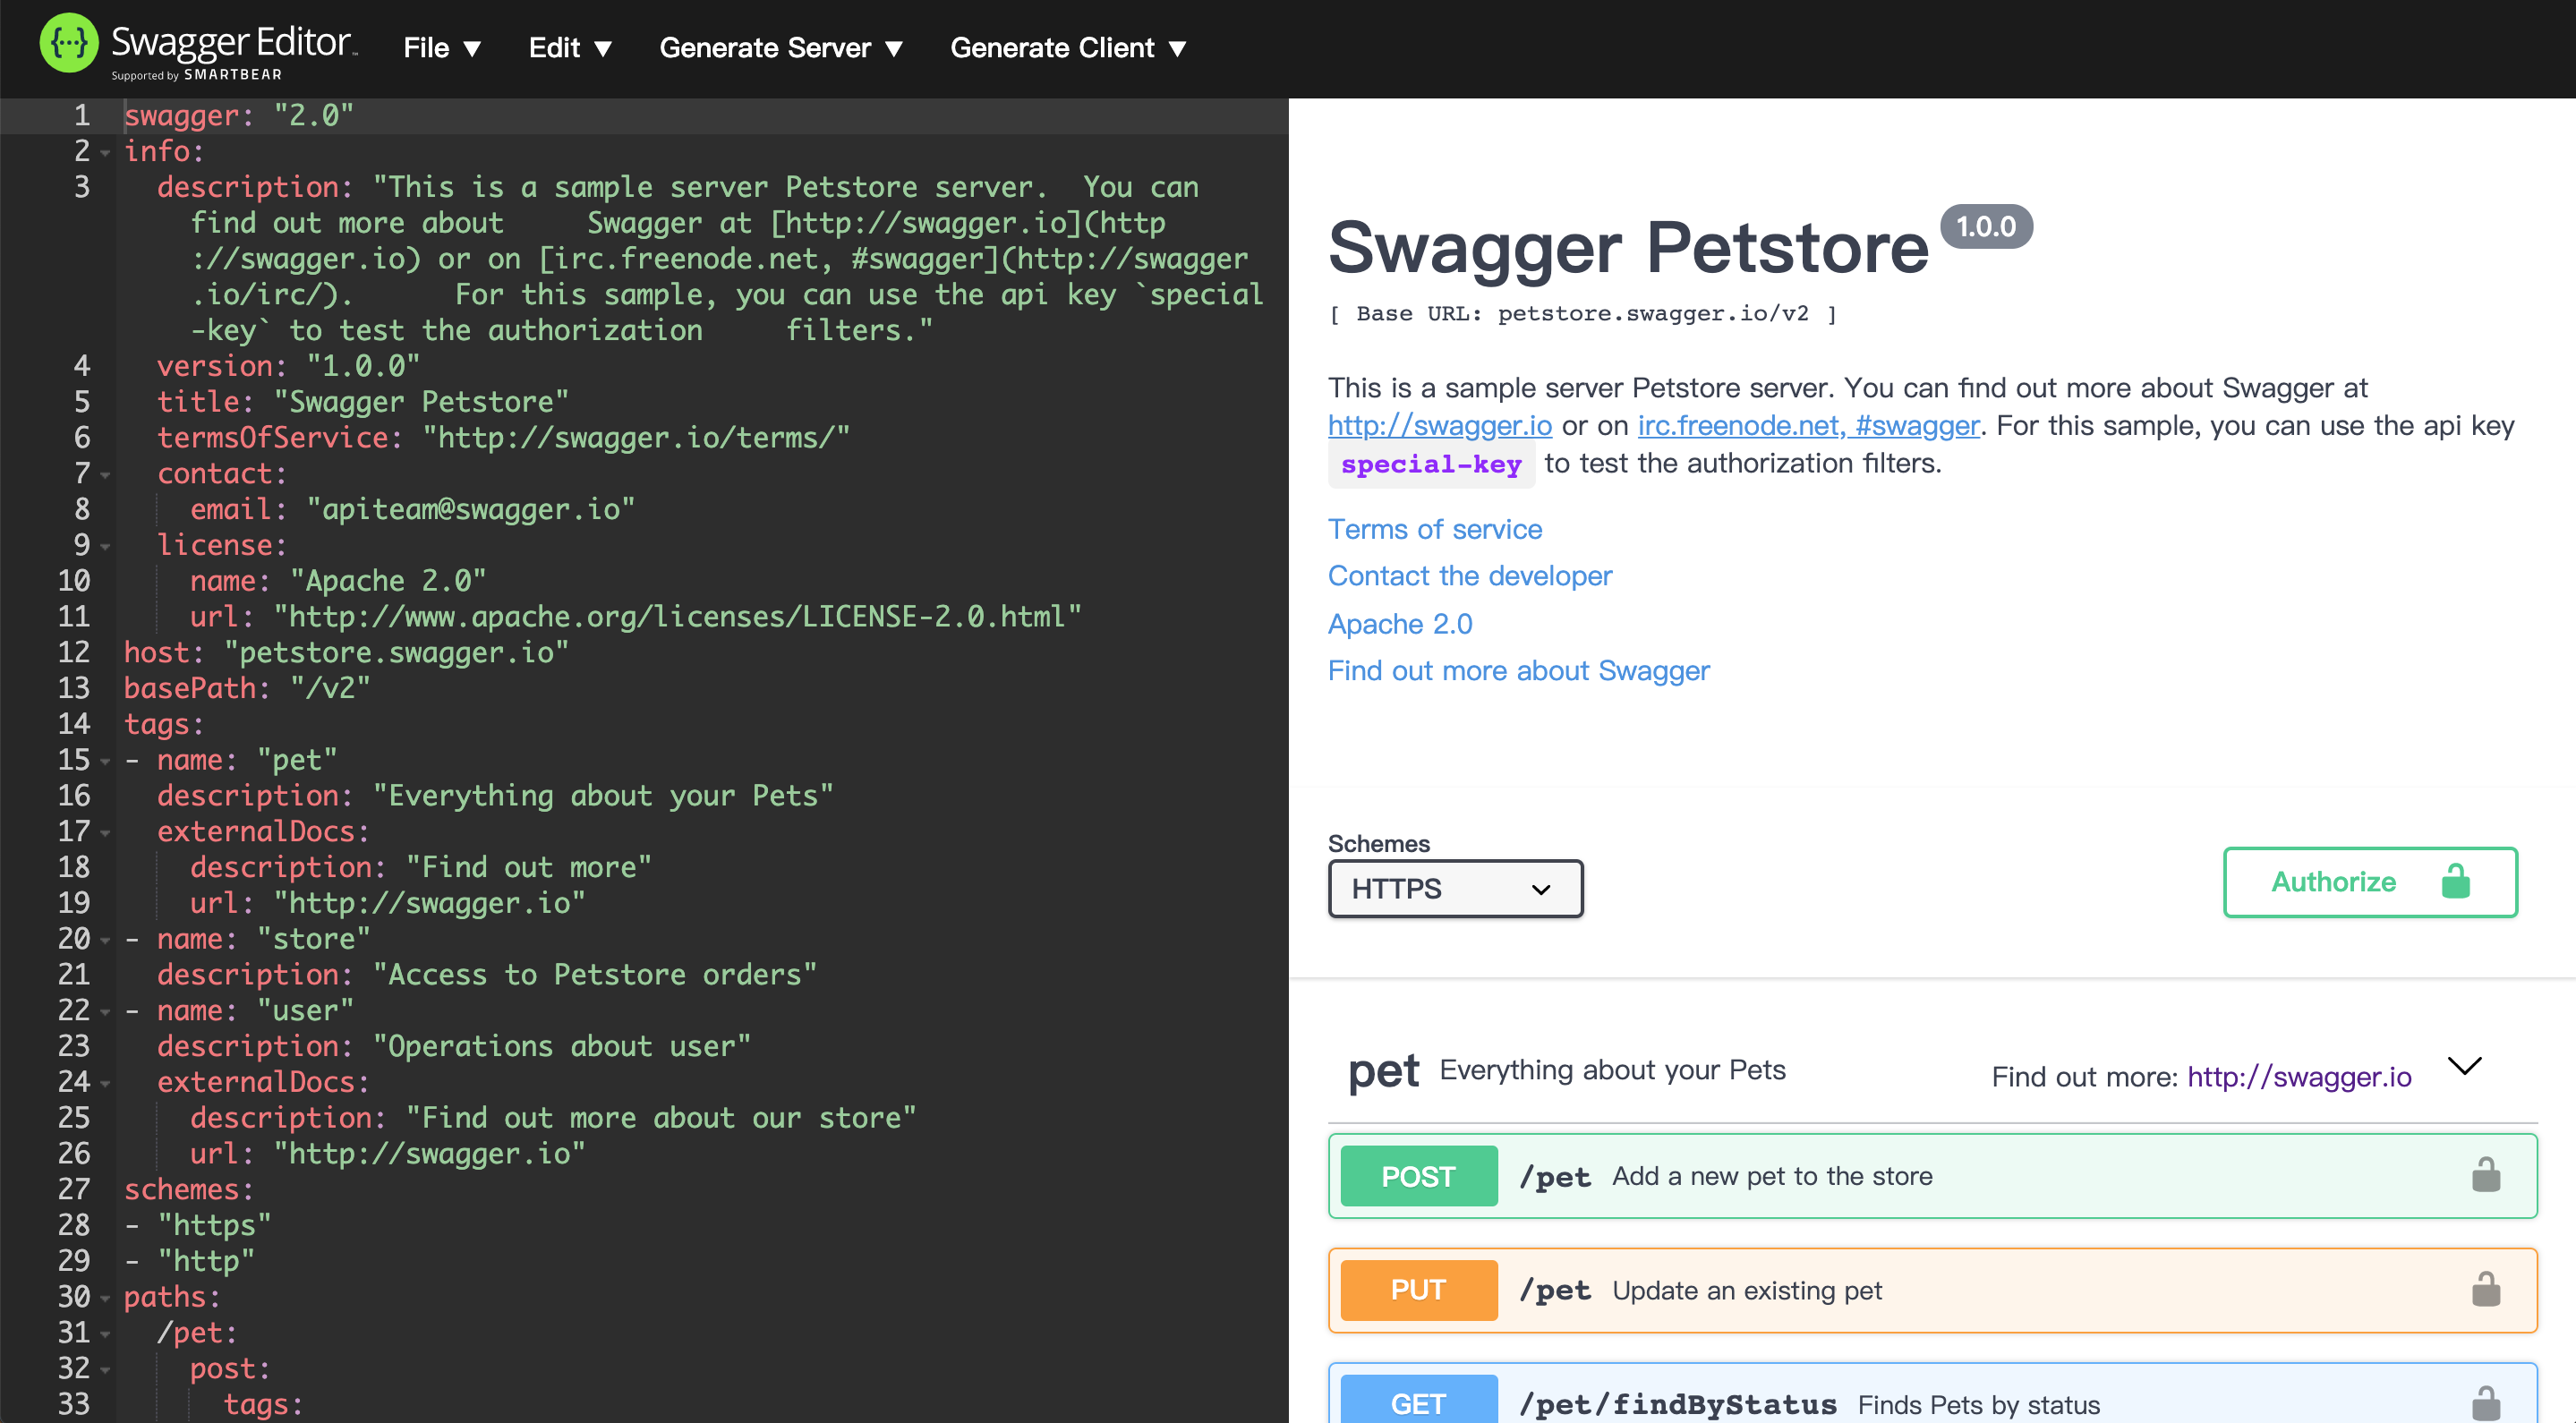 Swagger Editor
Supported by SMARTBEAR
File ▼ Edit ▼ Generate Server ▼ Generate Client ▼
1 swagger: "2.0"
2 info:
3 description: "This is a sample server Petstore server.  You can
find out more about     Swagger at [http://swagger.io](http
://swagger.io) or on [irc.freenode.net, #swagger](http://swagger
.io/irc/).      For this sample, you can use the api key `special
-key` to test the authorization     filters."
4 version: "1.0.0"
5 title: "Swagger Petstore"
6 termsOfService: "http://swagger.io/terms/"
7 contact:
8 email: "apiteam@swagger.io"
9 license:
10 name: "Apache 2.0"
11 url: "http://www.apache.org/licenses/LICENSE-2.0.html"
12 host: "petstore.swagger.io"
13 basePath: "/v2"
14 tags:
15 - name: "pet"
16 description: "Everything about your Pets"
17 externalDocs:
18 description: "Find out more"
19 url: "http://swagger.io"
20 - name: "store"
21 description: "Access to Petstore orders"
22 - name: "user"
23 description: "Operations about user"
24 externalDocs:
25 description: "Find out more about our store"
26 url: "http://swagger.io"
27 schemes:
28 - "https"
29 - "http"
30 paths:
31 /pet:
32 post:
33 tags:
Swagger Petstore 1.0.0
[ Base URL: petstore.swagger.io/v2 ]
This is a sample server Petstore server. You can find out more about Swagger at
http://swagger.io or on irc.freenode.net, #swagger. For this sample, you can use the api key
special-key to test the authorization filters.
Terms of service
Contact the developer
Apache 2.0
Find out more about Swagger
Schemes
HTTPS
Authorize
pet Everything about your Pets Find out more: http://swagger.io
POST /pet Add a new pet to the store
PUT /pet Update an existing pet
GET /pet/findByStatus Finds Pets by status